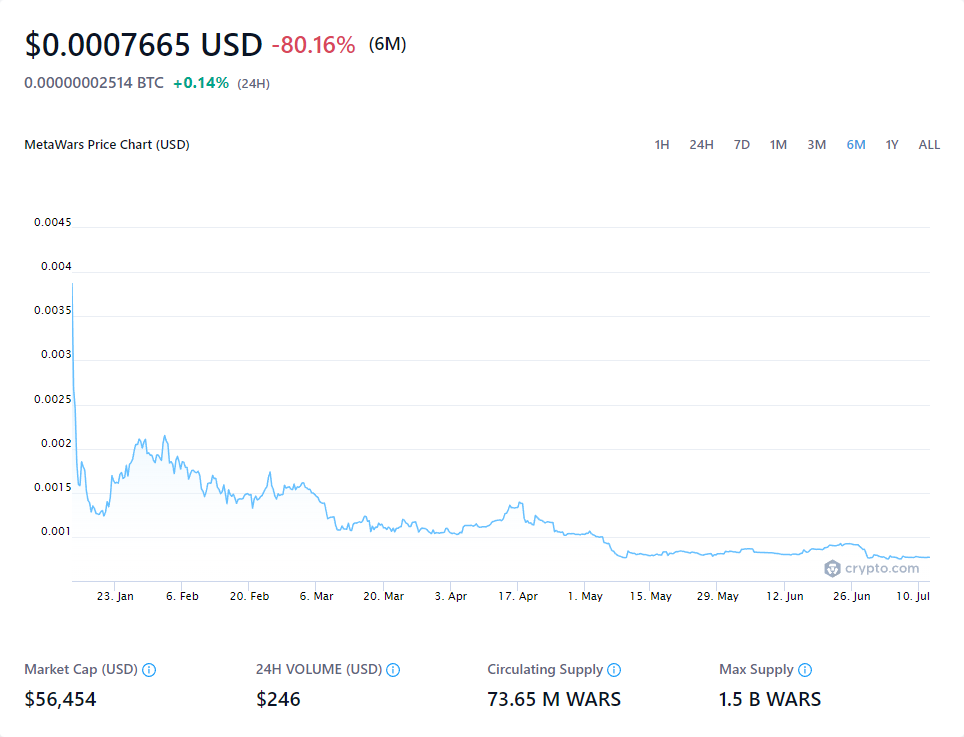 $0.0007665 USD -80.16% (6M)
0.00000002514 BTC +0.14% (24H)
MetaWars Price Chart (USD) 1H 24H 7D 1M 3M 6M 1Y ALL
0.0045
0.004
0.0035
0.003
0.0025
0.002
0.0015
0.001
crypto.com
23. Jan 6. Feb 20. Feb 6. Mar 20. Mar 3. Apr 17. Apr 1. May 15. May 29. May 12. Jun 26. Jun 10. Jul
Market Cap (USD) 24H VOLUME (USD) Circulating Supply Max Supply
$56,454 $246 73.65 M WARS 1.5 B WARS